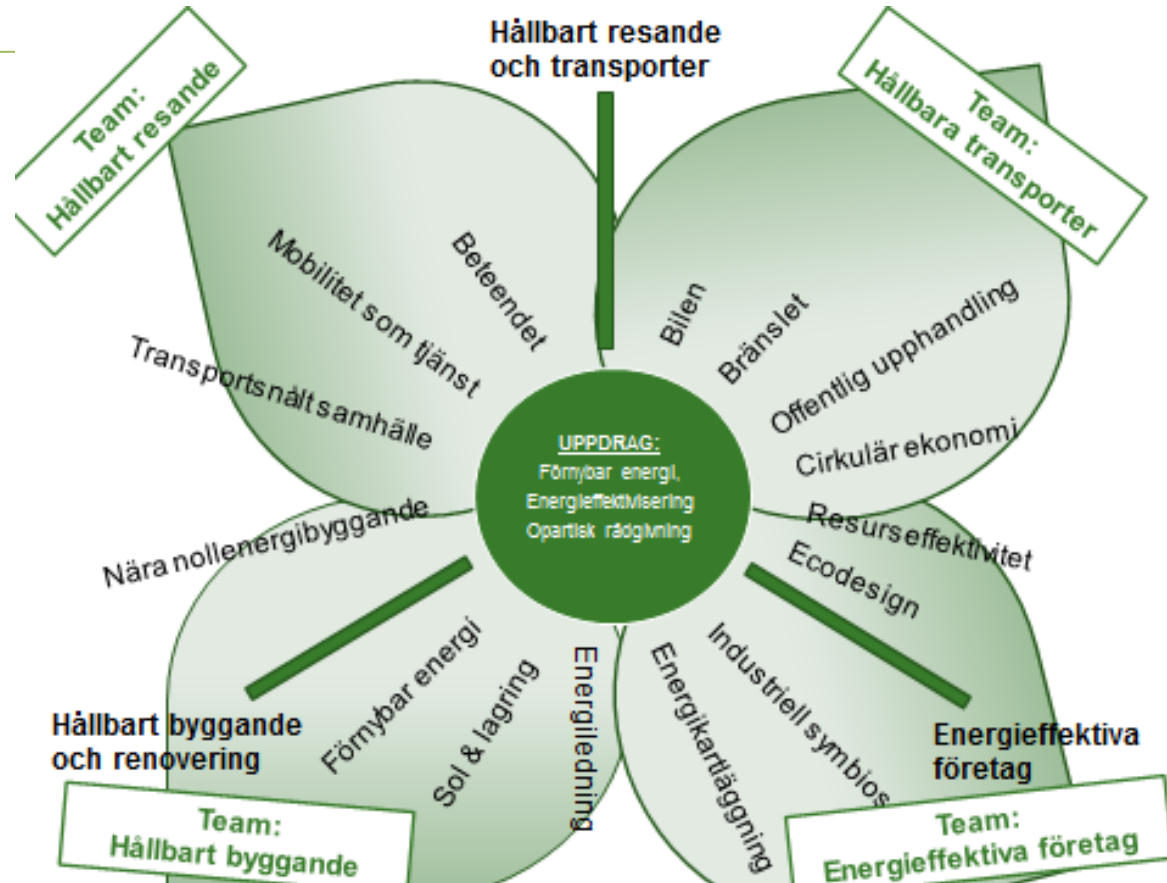 Hållbart resande
och transporter
Team:
Hållbart resande
Team:
Hållbara transporter
Beteendet
Mobilitet som tjänst
Transportsnålt samhälle
Nära nollenergibyggande
Bilen
Bränslet
Offentlig upphandling
Cirkulär ekonomi
Resurseffektivitet
Ecodesign
UPPDRAG:
Förnybar energi,
Energieffektivisering
Opartisk rådgivning
Förnybar energi
Sol & lagring
Energiledning
Energikartläggning
Industriell symbios
Hållbart byggande
och renovering
Energieffektiva
företag
Team:
Hållbart byggande
Team:
Energieffektiva företag